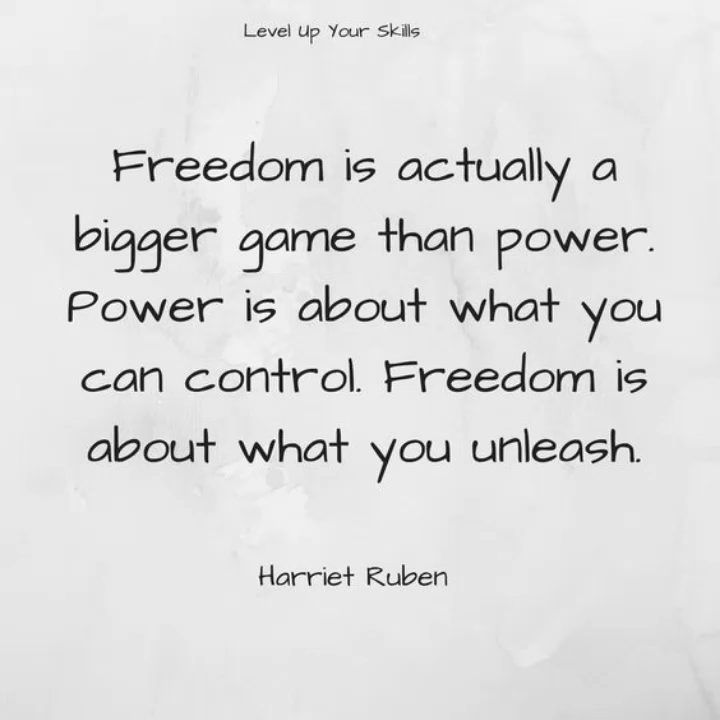 Level Up Your Skills
Freedom is actually a
bigger game than power.
Power is about what you
can control. Freedom is
about what you unleash.
Harriet Ruben